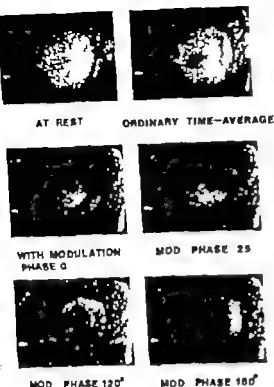 AT REST
ORDINARY TIME-AVERAGE
WITH MODULATION
PHASE 0
MOD PHASE 25
MOD PHASE 120°
MOD PHASE 180°